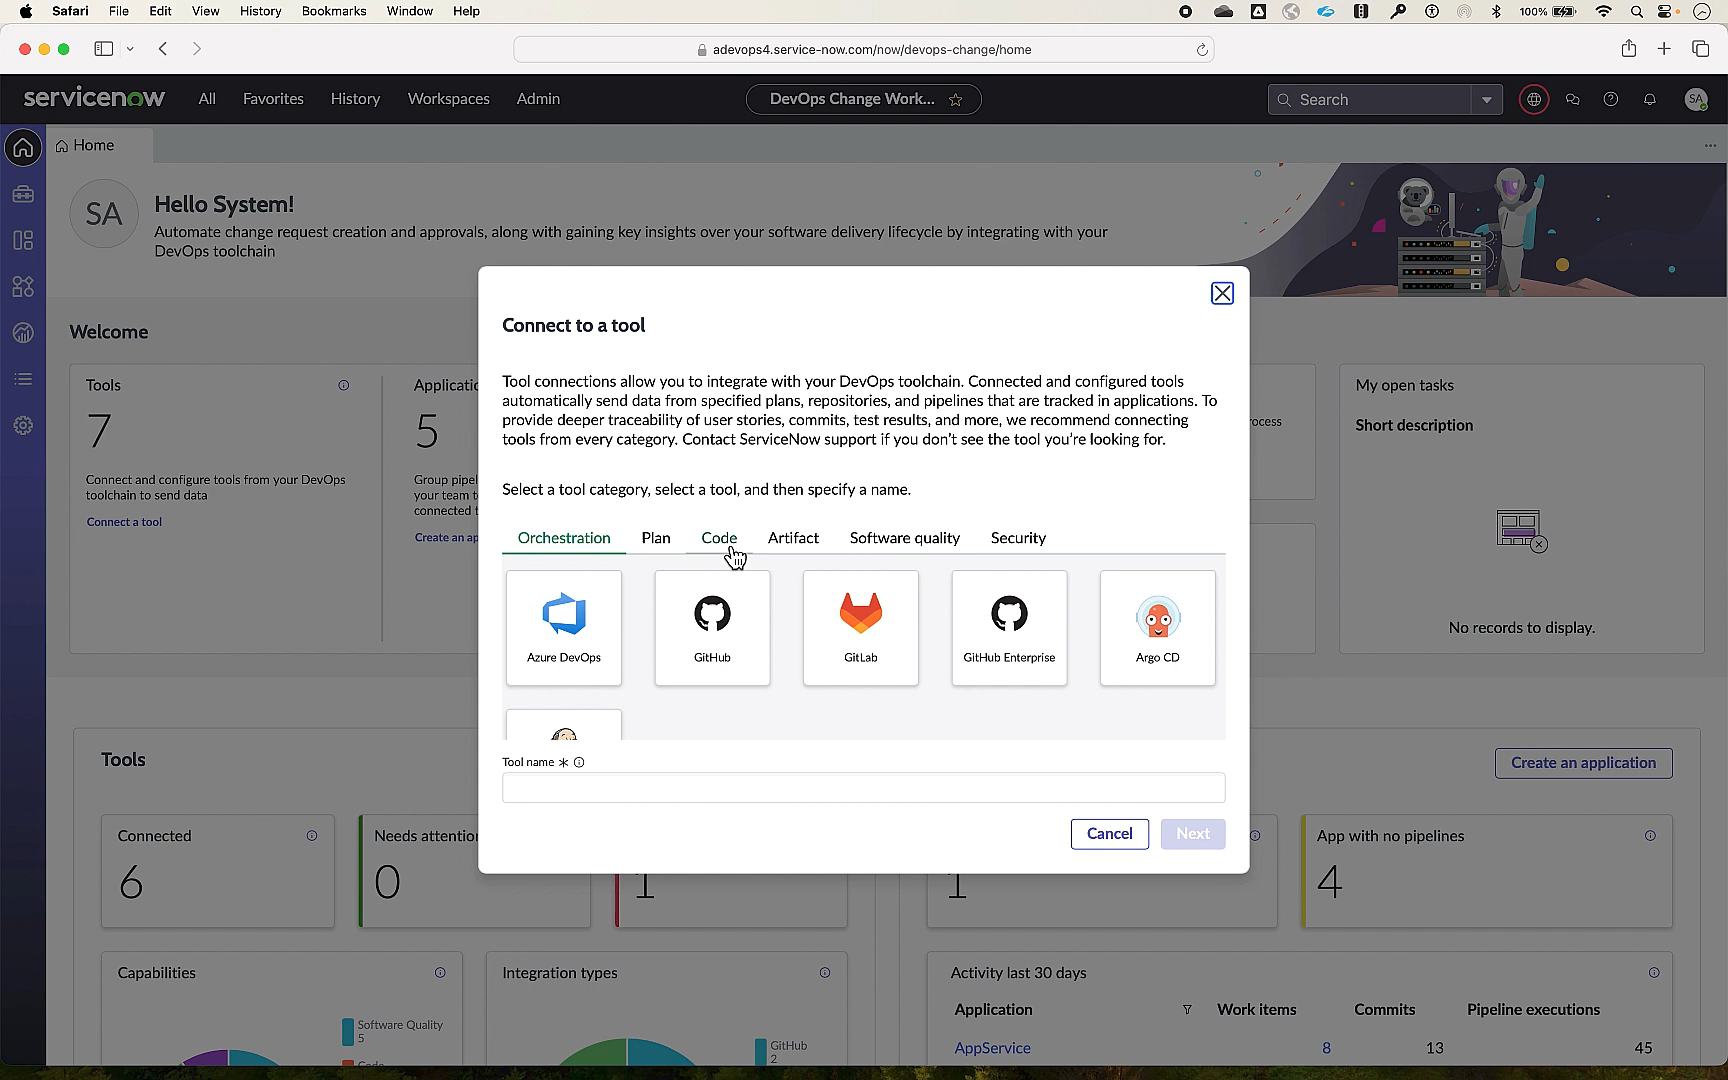 Safari File Edit View History Bookmarks Window Help 100%
adevops4.service-now.com/now/devops-change/home
servicenow All Favorites History Workspaces Admin DevOps Change Work... Search SA
Home
SA
Hello System!
Automate change request creation and approvals, along with gaining key insights over your software delivery lifecycle by integrating with your
DevOps toolchain
Welcome
Tools
7
Connect and configure tools from your DevOps
toolchain to send data
Connect a tool
Applicatio
5
Group pipel
your team t
connected t
Create an ap
ocess
My open tasks
Short description
No records to display.
Connect to a tool
Tool connections allow you to integrate with your DevOps toolchain. Connected and configured tools
automatically send data from specified plans, repositories, and pipelines that are tracked in applications. To
provide deeper traceability of user stories, commits, test results, and more, we recommend connecting
tools from every category. Contact ServiceNow support if you don't see the tool you're looking for.
Select a tool category, select a tool, and then specify a name.
Orchestration Plan Code Artifact Software quality Security
Azure DevOps GitHub GitLab GitHub Enterprise Argo CD
Tool name *
Cancel Next
Tools
Create an application
Connected
6
Needs attention
0
1
1
App with no pipelines
4
Capabilities
Software Quality
5
Code
Integration types
GitHub
2
Activity last 30 days
Application Work items Commits Pipeline executions
AppService 8 13 45